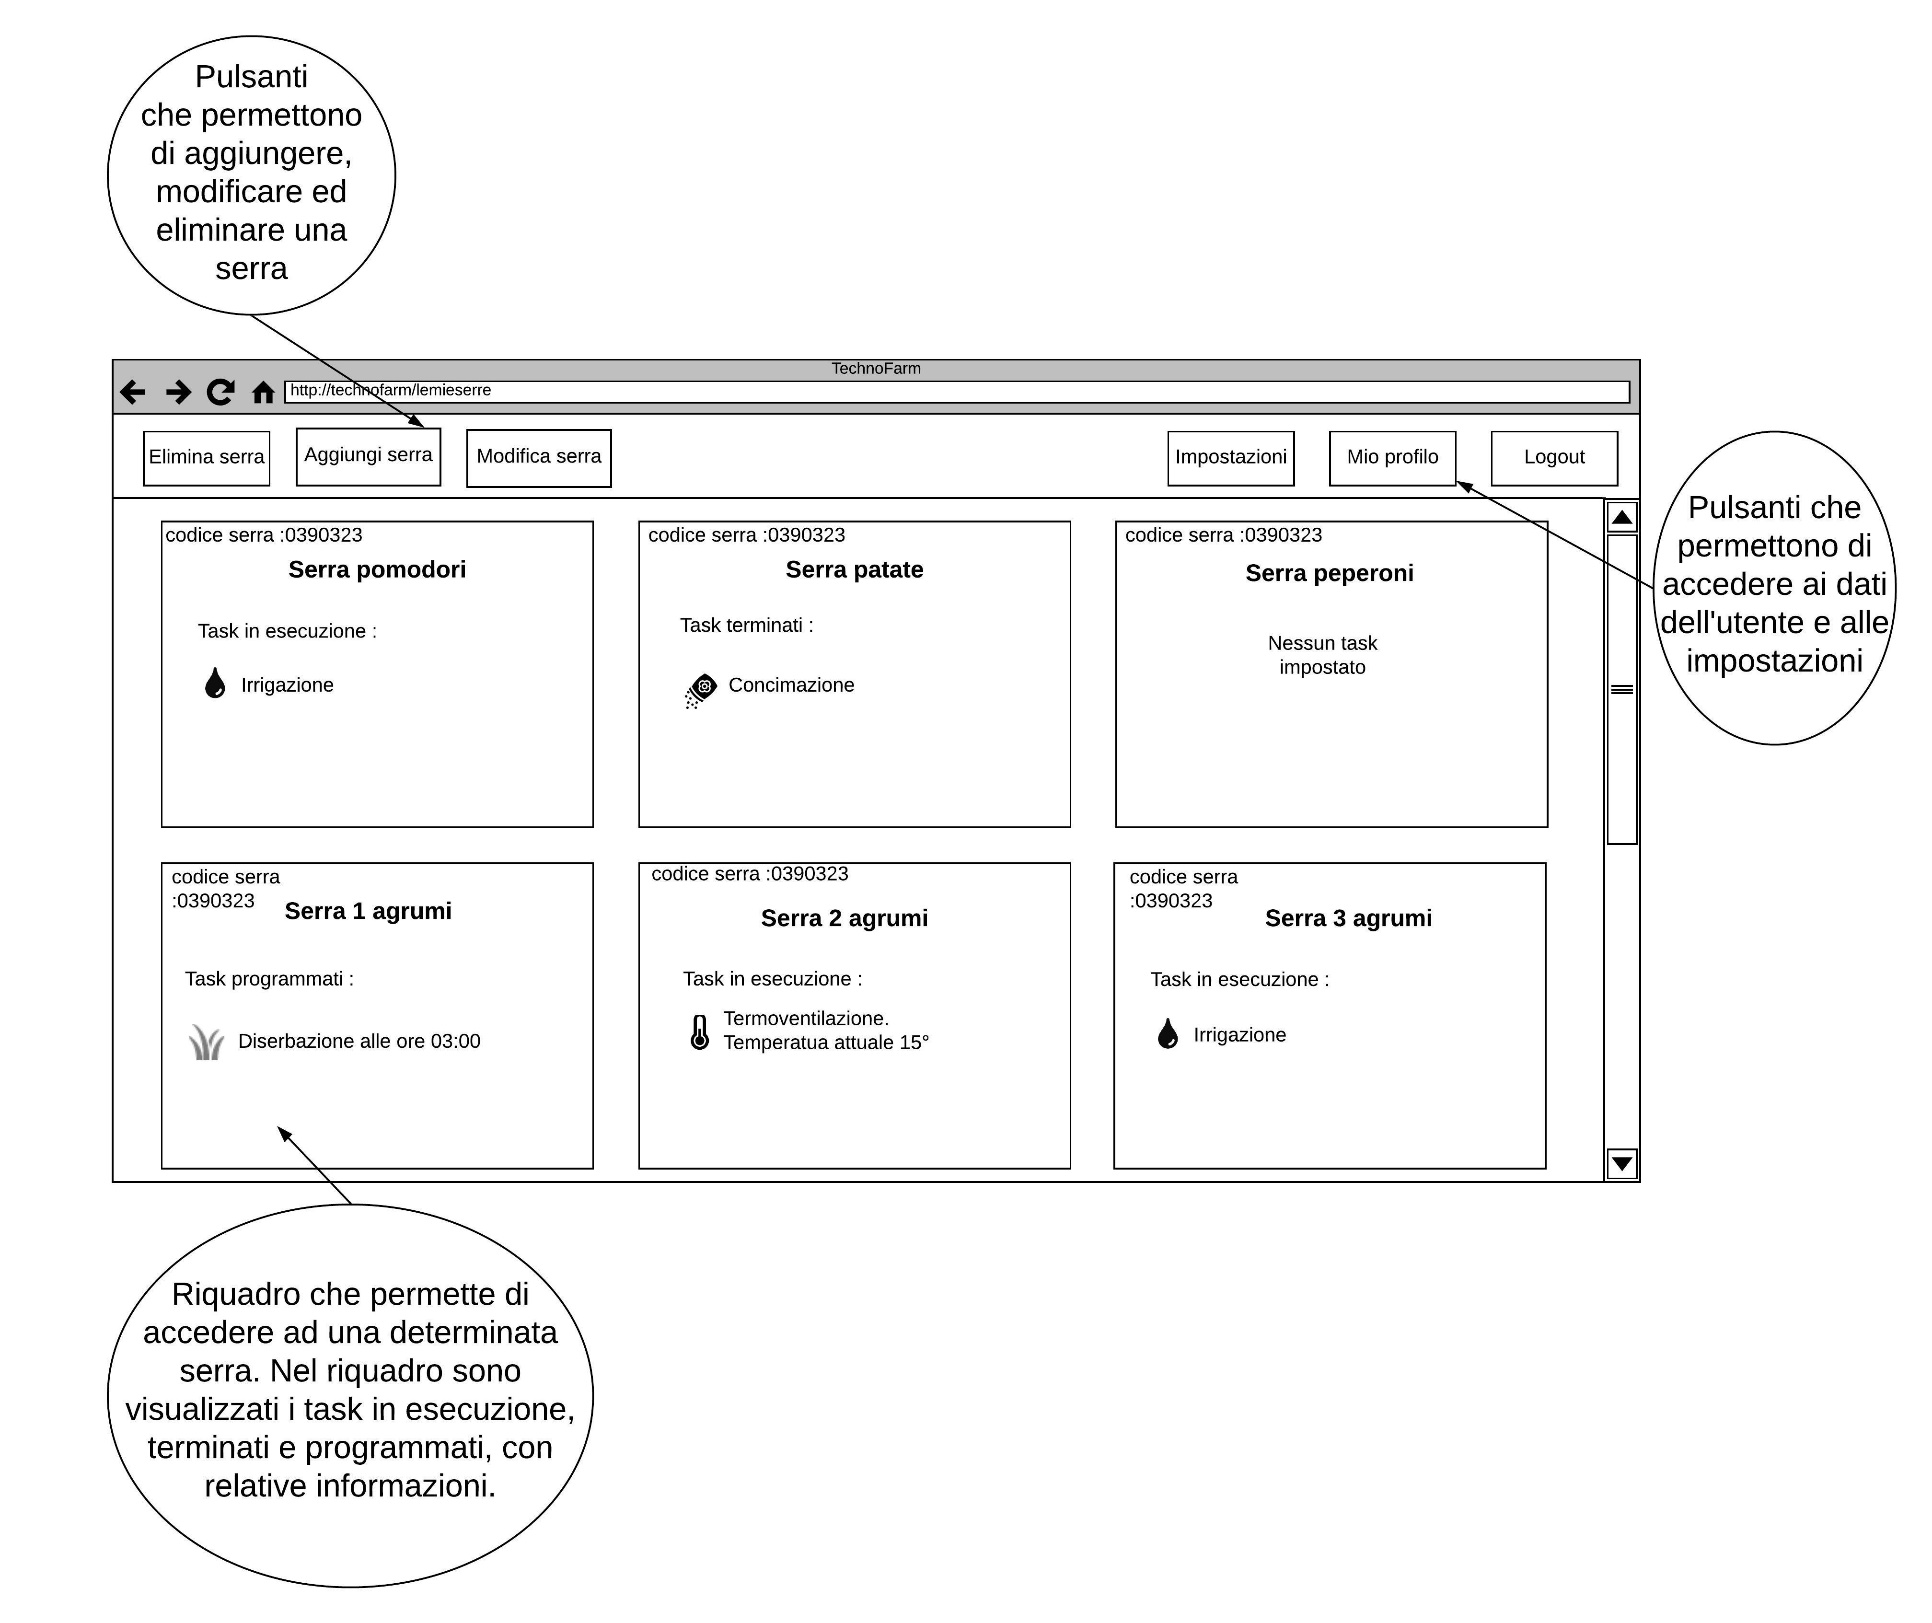 Pulsanti
che permettono
di aggiungere,
modificare ed
eliminare una
serra
TechnoFarm
http://technofarm/lemieserre
Elimina serra
Aggiungi serra
Modifica serra
Impostazioni
Mio profilo
Logout
Pulsanti che
permettono di
accedere ai dati
dell'utente e alle
impostazioni
codice serra :0390323
Serra pomodori
Task in esecuzione :
Irrigazione
codice serra :0390323
Serra patate
Task terminati :
Concimazione
codice serra :0390323
Serra peperoni
Nessun task
impostato
codice serra
:0390323
Serra 1 agrumi
Task programmati :
Diserbazione alle ore 03:00
codice serra :0390323
Serra 2 agrumi
Task in esecuzione :
Termoventilazione.
Temperatua attuale 15°
codice serra
:0390323
Serra 3 agrumi
Task in esecuzione :
Irrigazione
Riquadro che permette di
accedere ad una determinata
serra. Nel riquadro sono
visualizzati i task in esecuzione,
terminati e programmati, con
relative informazioni.